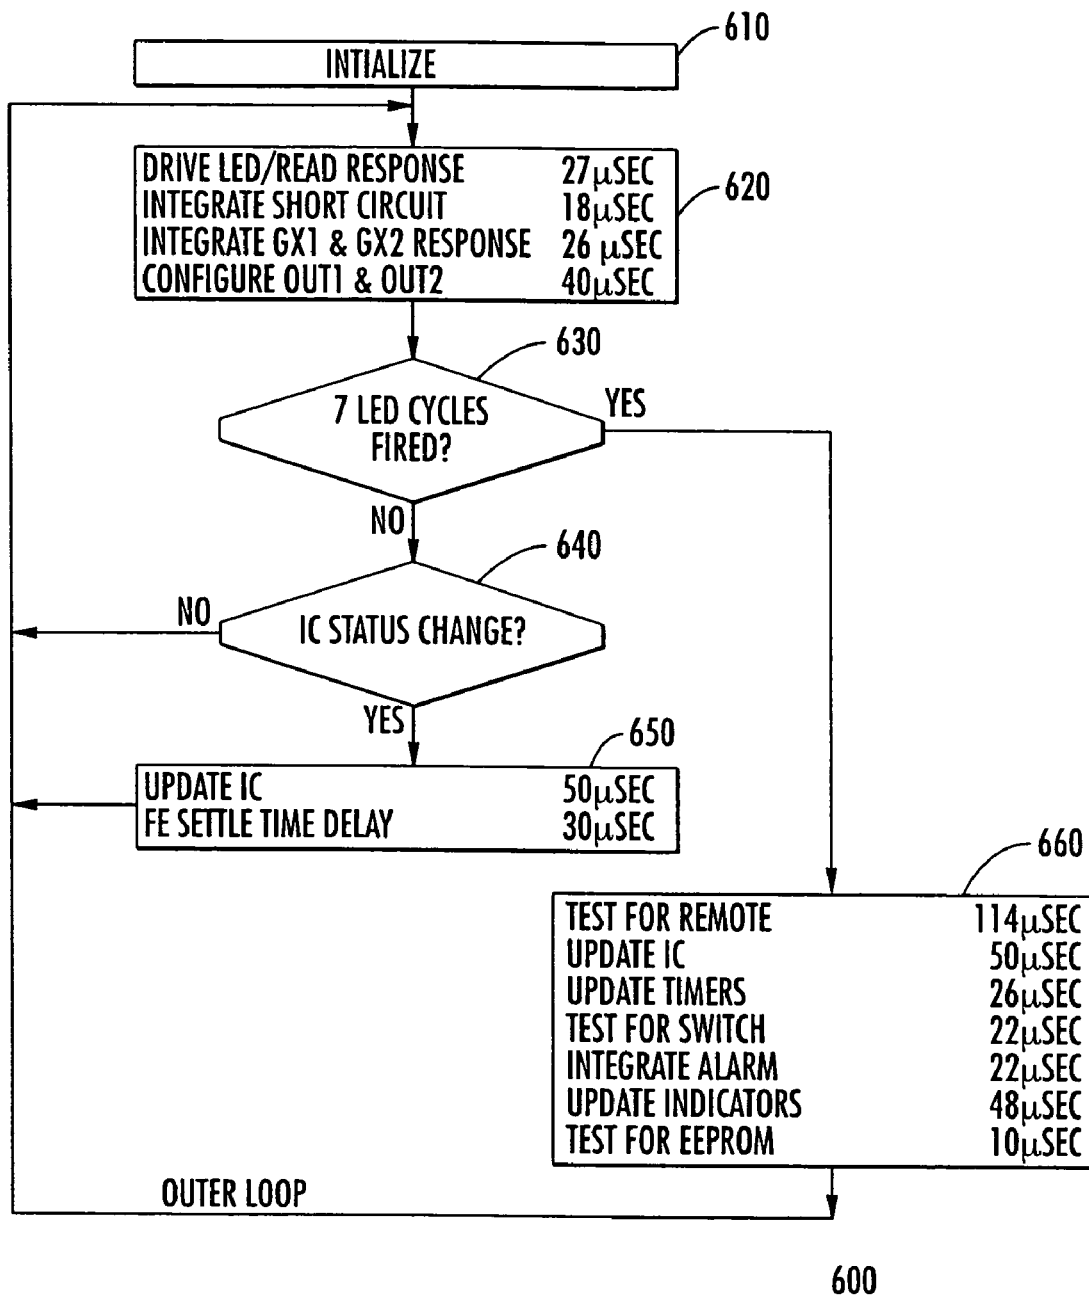 610
INTIALIZE
DRIVE LED/READ RESPONSE 27µSEC
INTEGRATE SHORT CIRCUIT 18µSEC
INTEGRATE GX1 & GX2 RESPONSE 26 µSEC
CONFIGURE OUT1 & OUT2 40µSEC
620
630
7 LED CYCLES
FIRED?
YES
NO
640
IC STATUS CHANGE?
NO
YES
650
UPDATE IC 50µSEC
FE SETTLE TIME DELAY 30µSEC
660
TEST FOR REMOTE 114µSEC
UPDATE IC 50µSEC
UPDATE TIMERS 26µSEC
TEST FOR SWITCH 22µSEC
INTEGRATE ALARM 22µSEC
UPDATE INDICATORS 48µSEC
TEST FOR EEPROM 10µSEC
OUTER LOOP
600